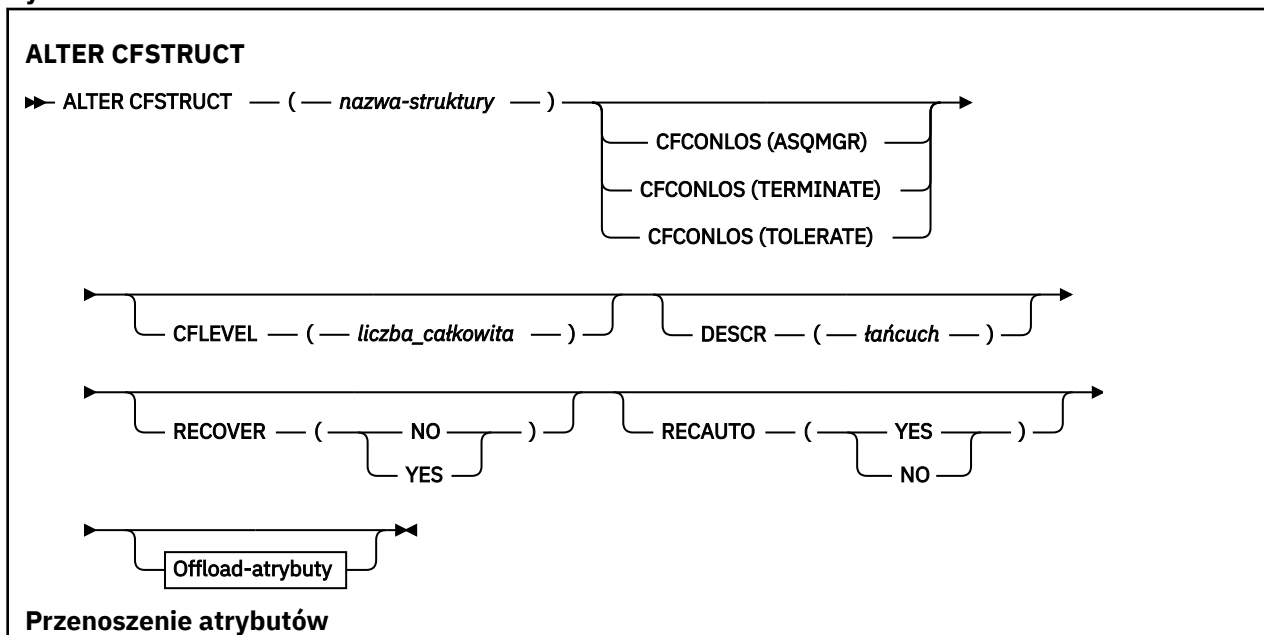 ALTER CFSTRUCT
ALTER CFSTRUCT ( nazwa-struktury )
CFCONLOS (ASQMGR)
CFCONLOS (TERMINATE)
CFCONLOS (TOLERATE)
CFLEVEL ( liczba_całkowita ) DESCR ( łańcuch )
RECOVER ( NO ) RECAUTO ( YES )
YES NO
Offload-atrybuty
Przenoszenie atrybutów